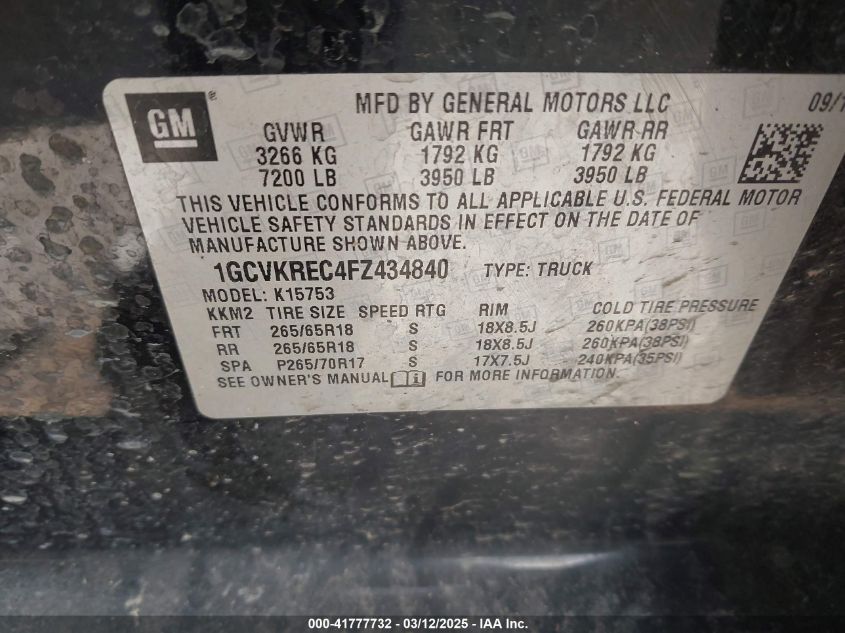 GM ®
MFD BY GENERAL MOTORS LLC 09/1
GVWR GAWR FRT GAWR RR
3266 KG 1792 KG 1792 KG
7200 LB 3950 LB 3950 LB
THIS VEHICLE CONFORMS TO ALL APPLICABLE U.S. FEDERAL MOTOR
VEHICLE SAFETY STANDARDS IN EFFECT ON THE DATE OF
MANUFACTURE SHOWN ABOVE.
1GCVKREC4FZ434840 TYPE: TRUCK
MODEL: K15753
KKM2 TIRE SIZE SPEED RTG RIM COLD TIRE PRESSURE
FRT 265/65R18 S 18X8.5J 260KPA(38PSI)
RR 265/65R18 S 18X8.5J 260KPA(38PSI)
SPA P265/70R17 S 17X7.5J 240KPA(35PSI)
SEE OWNER'S MANUAL i FOR MORE INFORMATION.
000-41777732 - 03/12/2025 - IAA Inc.